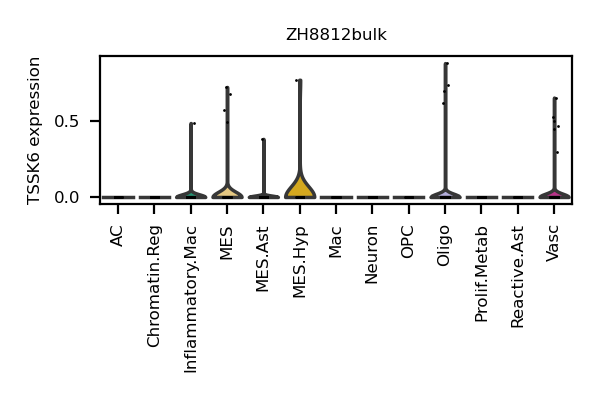 ZH8812bulk
TSSK6 expression
0.5
0.0
AC
Chromatin.Reg
Inflammatory.Mac
MES
MES.Ast
MES.Hyp
Mac
Neuron
OPC
Oligo
Prolif.Metab
Reactive.Ast
Vasc